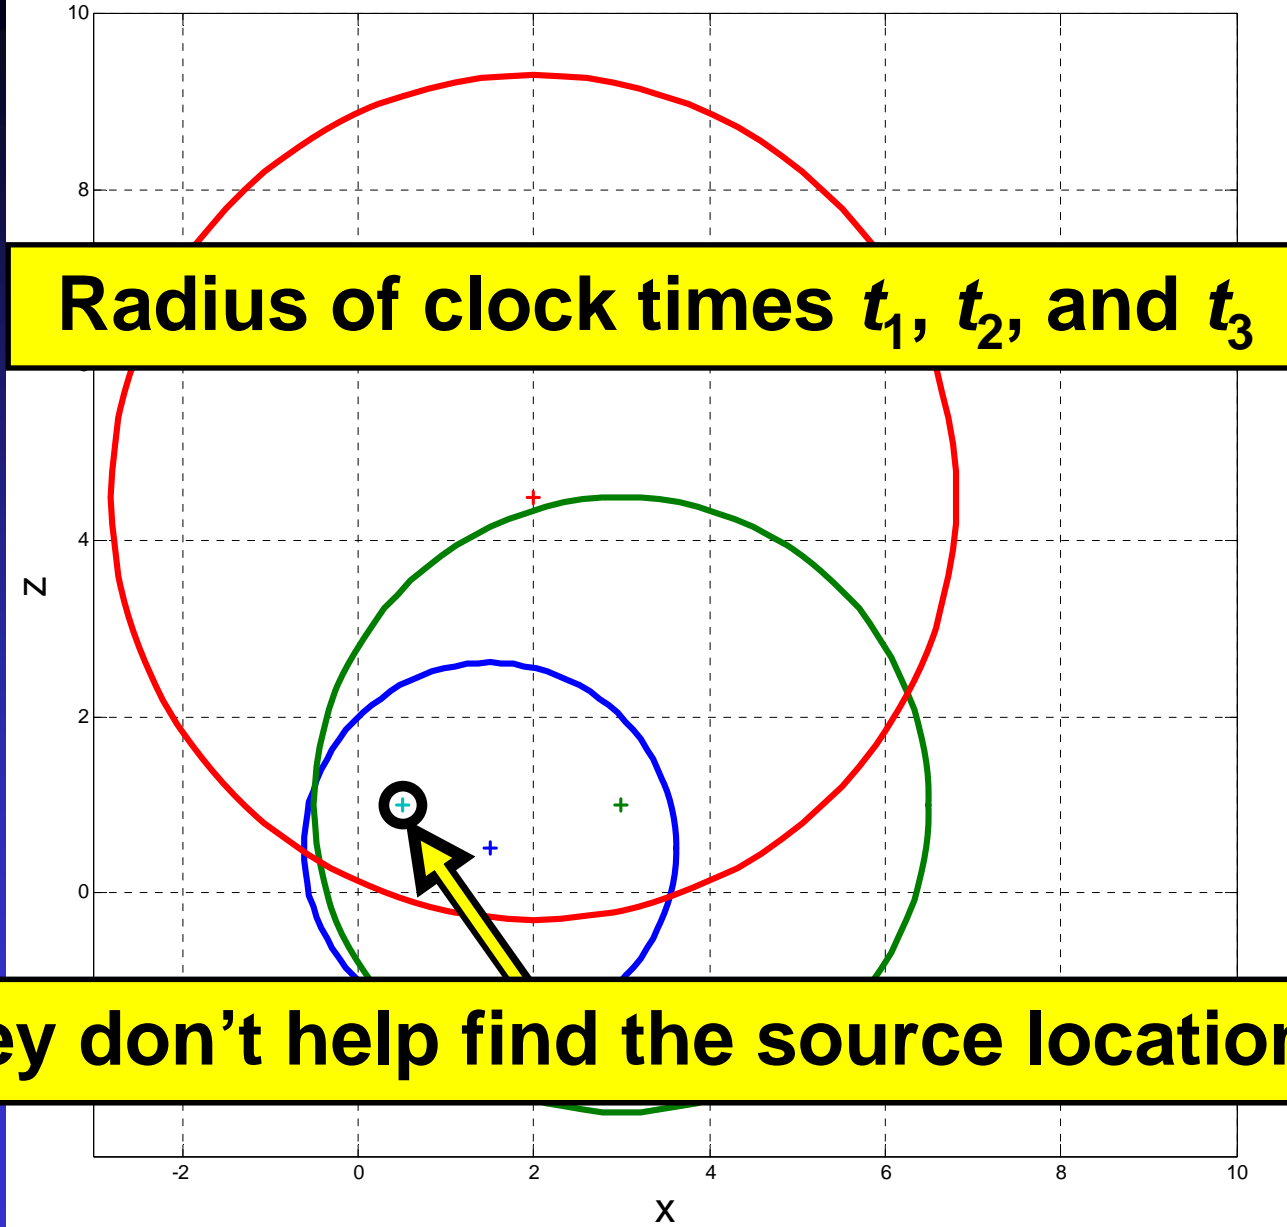 10
8
Radius of clock times t1, t2, and t3
4
z
2
0
ey don't help find the source location
-2 0 2 4 6 8 10
x